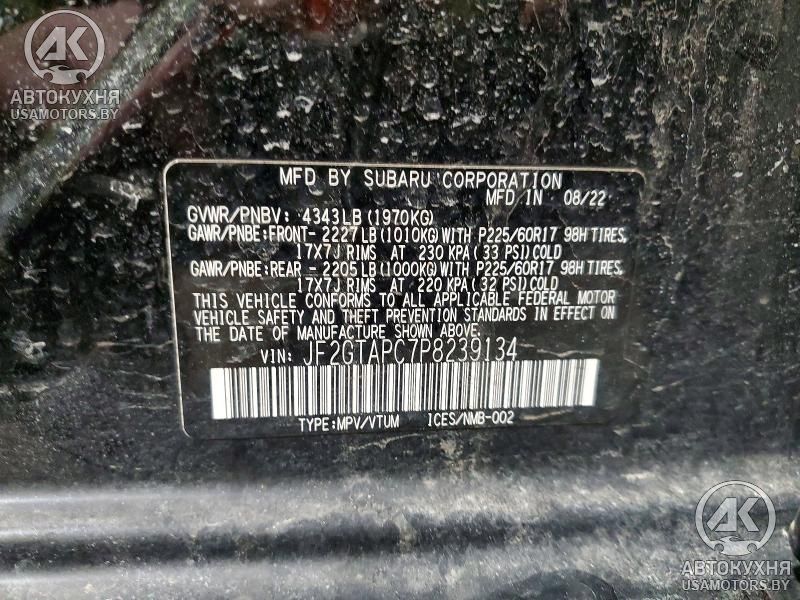 AK
АВТОКУХНЯ
USAMOTORS.BY
MFD BY SUBARU CORPORATION
MFD IN 08/22
GVWR/PNBV: 4343LB(1970KG)
GAWR/PNBE:FRONT- 2227LB(1010KG)WITH P225/60R17 98H TIRES,
17X7J RIMS AT 230 KPA(33 PSI)COLD
GAWR/PNBE:REAR - 2205LB(1000KG)WITH P225/60R17 98H TIRES,
17X7J RIMS AT 220 KPA(32 PSI)COLD
THIS VEHICLE CONFORMS TO ALL APPLICABLE FEDERAL MOTOR
VEHICLE SAFETY AND THEFT PREVENTION STANDARDS IN EFFECT ON
THE DATE OF MANUFACTURE SHOWN ABOVE.
VIN: JF2GTAPC7P8239134
TYPE:MPV/VTUM ICES/NMB-002
AK
АВТОКУХНЯ
USAMOTORS.BY